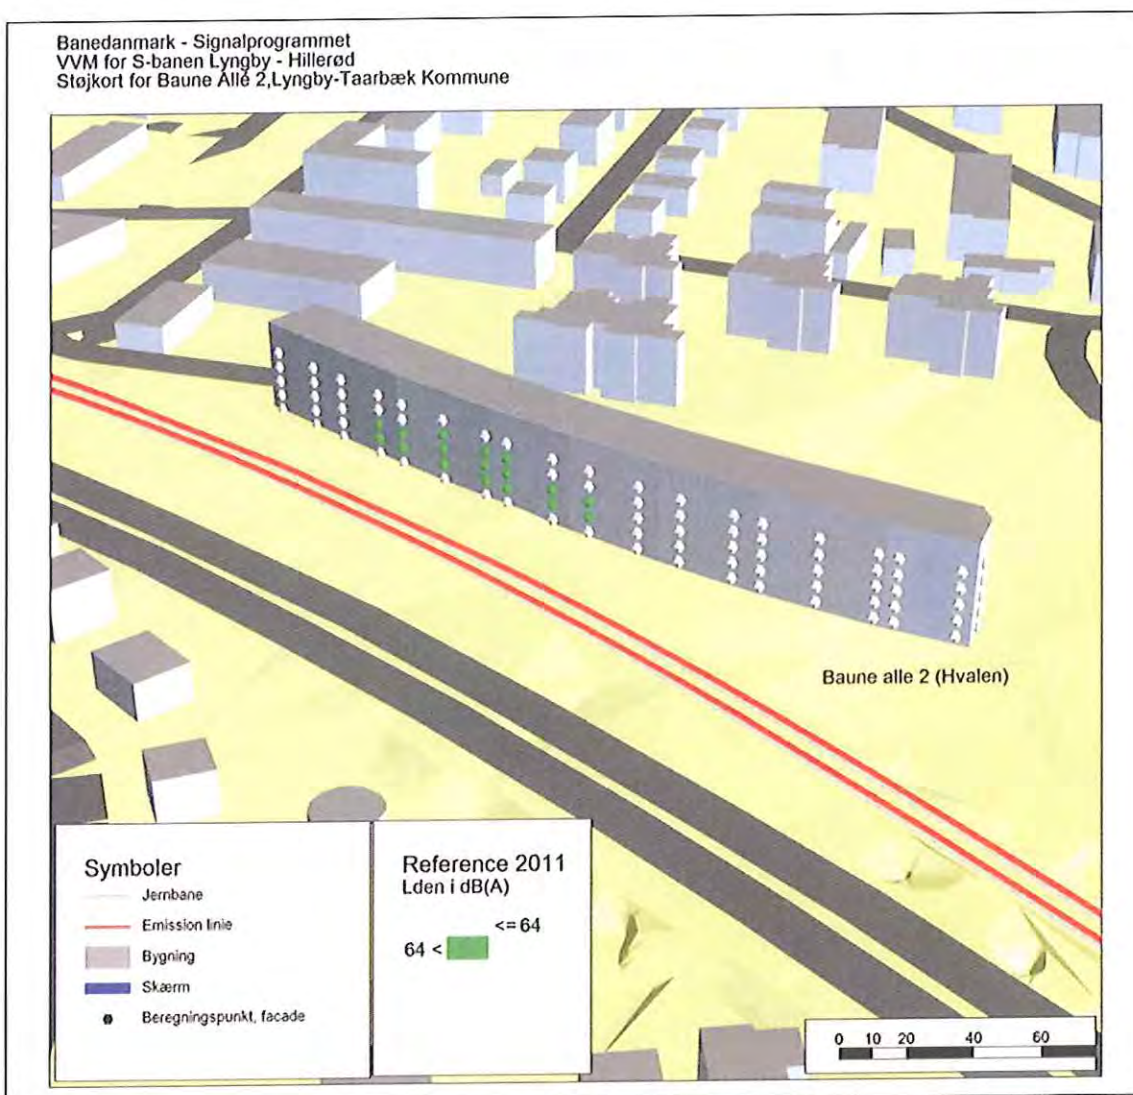 Banedanmark - Signalprogrammet
VVM for S-banen Lyngby - Hillerød
Støjkort for Baune Allé 2,Lyngby-Taarbæk Kommune
Baune alle 2 (Hvalen)
Symboler
Jernbane
Emission linie
Bygning
Skærm
Beregningspunkt, facade
Reference 2011
Lden i dB(A)
<= 64
64 <
0 10 20 40 60